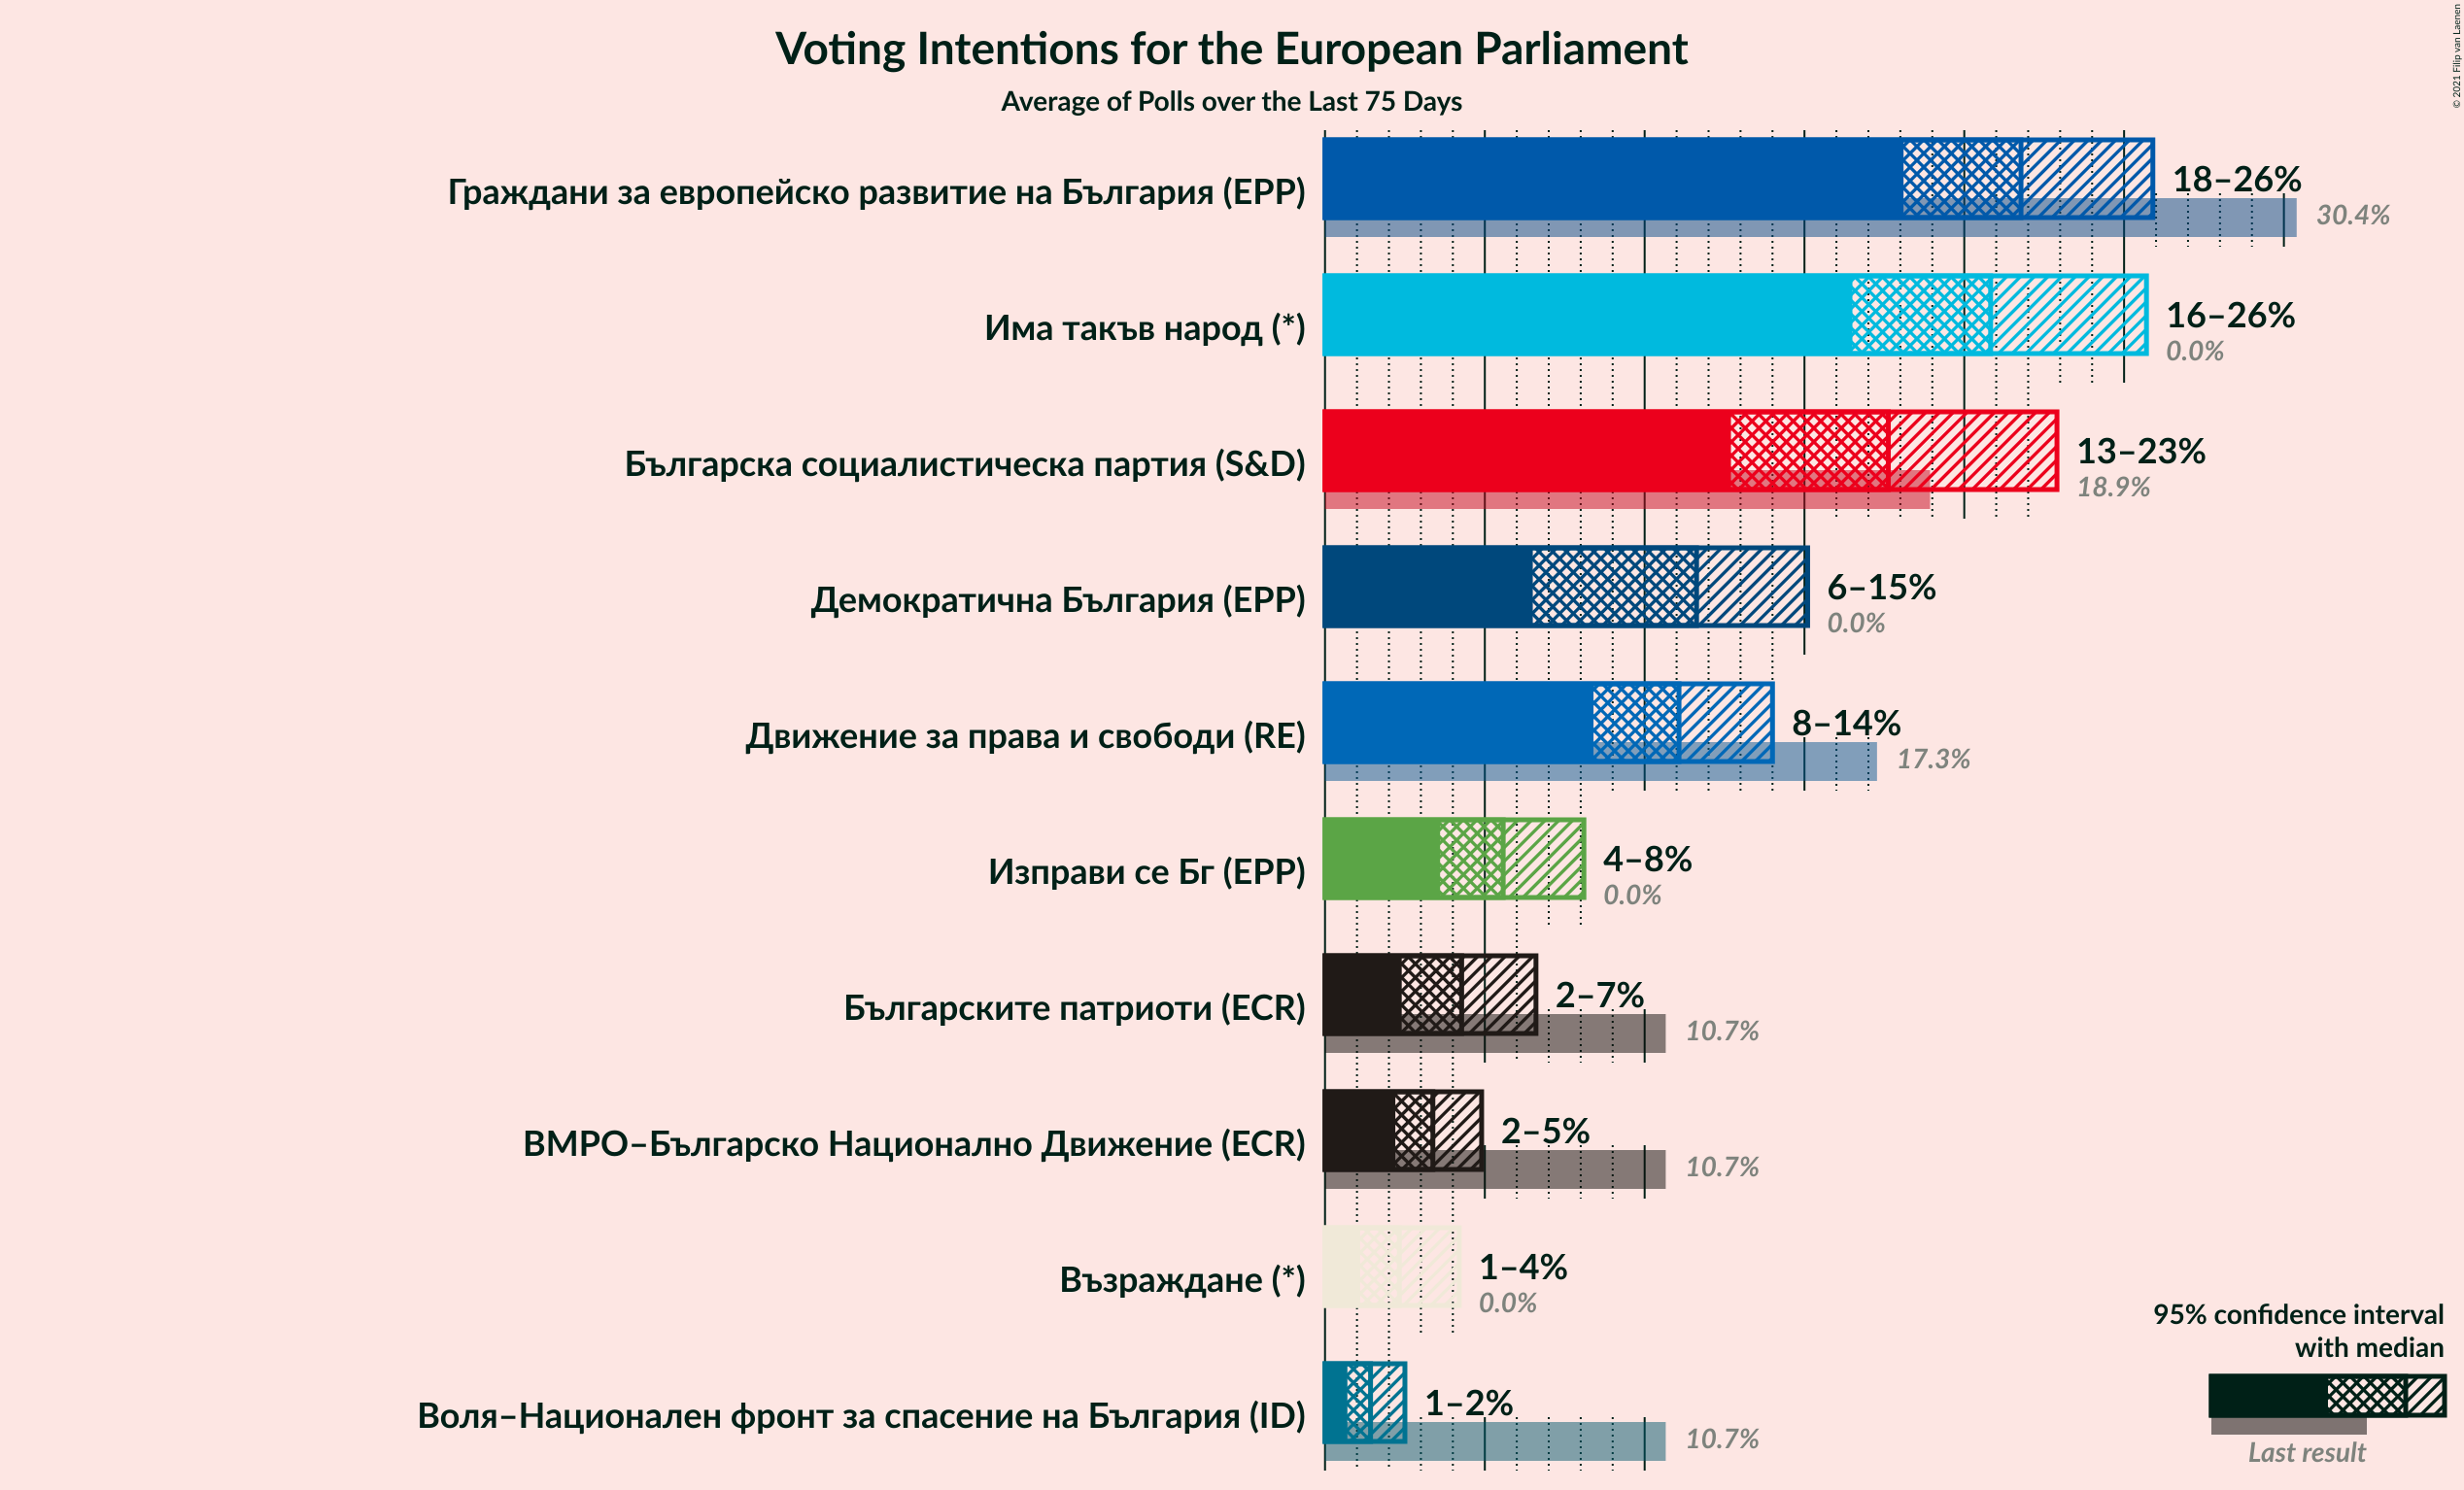 Voting Intentions for the European Parliament
Average of Polls over the Last 75 Days
© 2021 Filip van Laenen
Граждани за европейско развитие на България (EPP)
18–26%
30.4%
Има такъв народ (*)
16–26%
0.0%
Българска социалистическа партия (S&D)
13–23%
18.9%
Демократична България (EPP)
6–15%
0.0%
Движение за права и свободи (RE)
8–14%
17.3%
Изправи се Бг (EPP)
4–8%
0.0%
Българските патриоти (ECR)
2–7%
10.7%
ВМРО–Българско Национално Движение (ECR)
2–5%
10.7%
Възраждане (*)
1–4%
0.0%
Воля–Национален фронт за спасение на България (ID)
1–2%
10.7%
95% confidence interval
with median
Last result